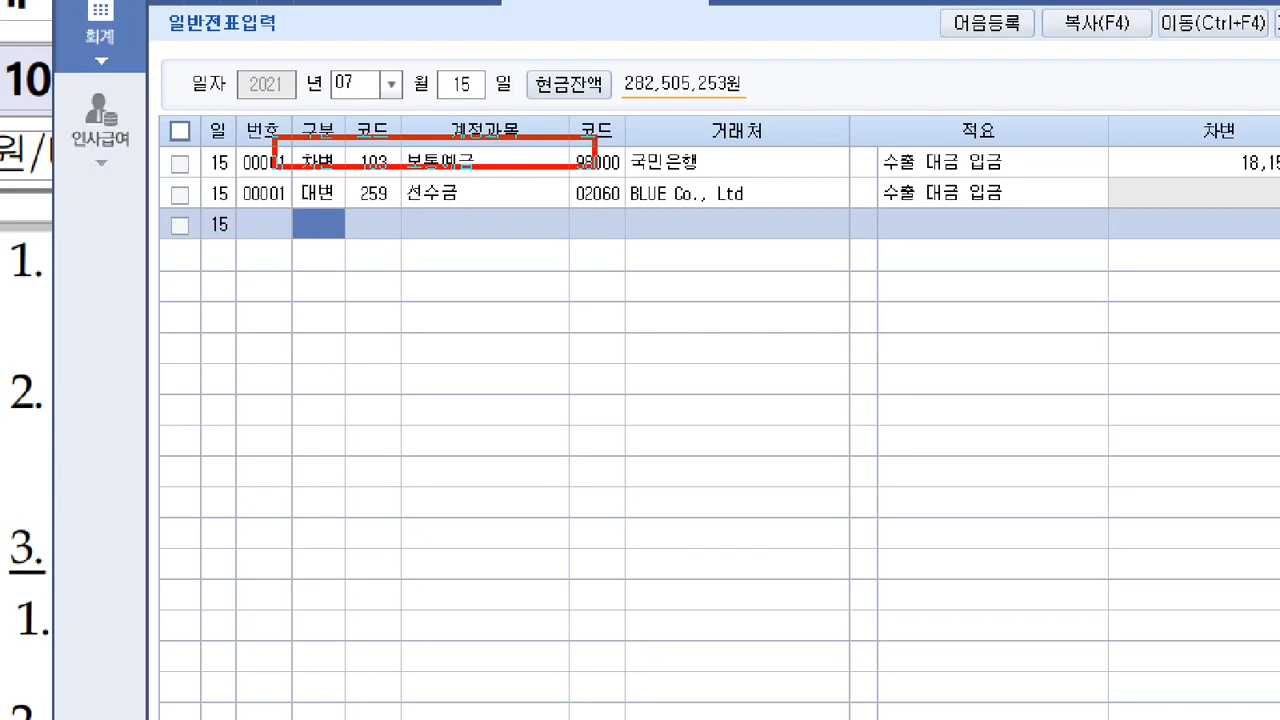 회계
인사급여
10
원/
1.
2.
3.
1.
일반전표입력
어음등록 복사(F4) 이동(Ctrl+F4)
일자 2021 년 07 월 15 일 현금잔액 282,505,253원
일 번호 구분 코드 계정과목 코드 거래처 적요 차변
15 00001 차변 103 보통예금 98000 국민은행 수출 대금 입금 18,15
15 00001 대변 259 선수금 02060 BLUE Co., Ltd 수출 대금 입금
15